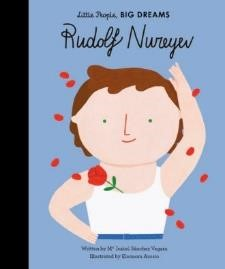 Little People, BIG DREAMS
Rudolf Nureyev
Written by Mª Isabel Sánchez Vegara
Illustrated by Eleonora Arosio